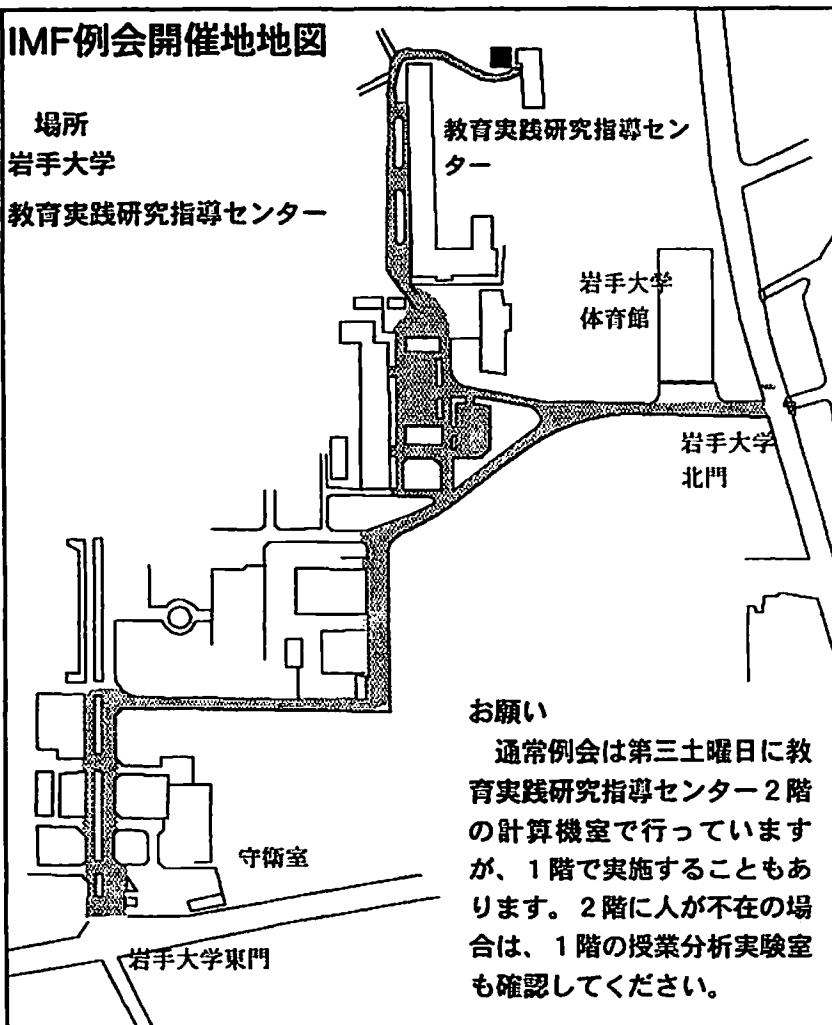 IMF例会開催地地図
場所
岩手大学
教育実践研究指導センター
教育実践研究指導セン
ター
岩手大学
体育館
岩手大学
北門
お願い
通常例会は第三土曜日に教
育実践研究指導センター２階
の計算機室で行っています
が、１階で実施することもあ
ります。２階に人が不在の場
合は、１階の授業分析実験室
も確認してください。
守衛室
岩手大学東門